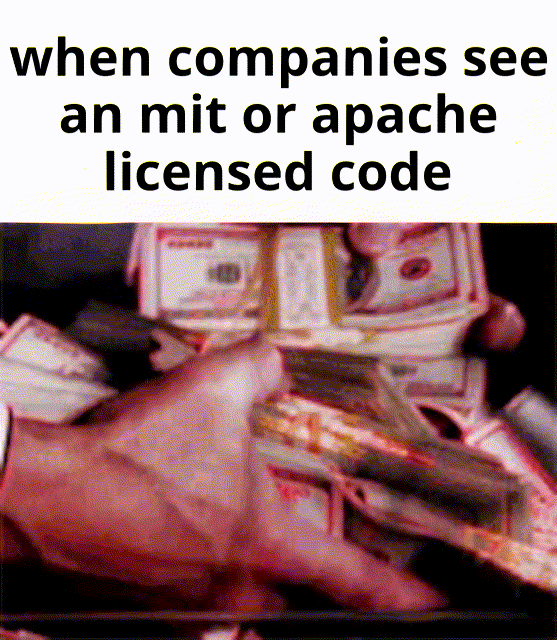 when companies see
an mit or apache
licensed code